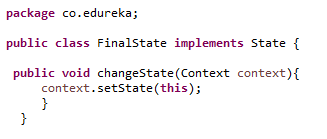 package co.edureka;
public class FinalState implements State {
public void changeState(Context context){
context.setState(this);
}
}